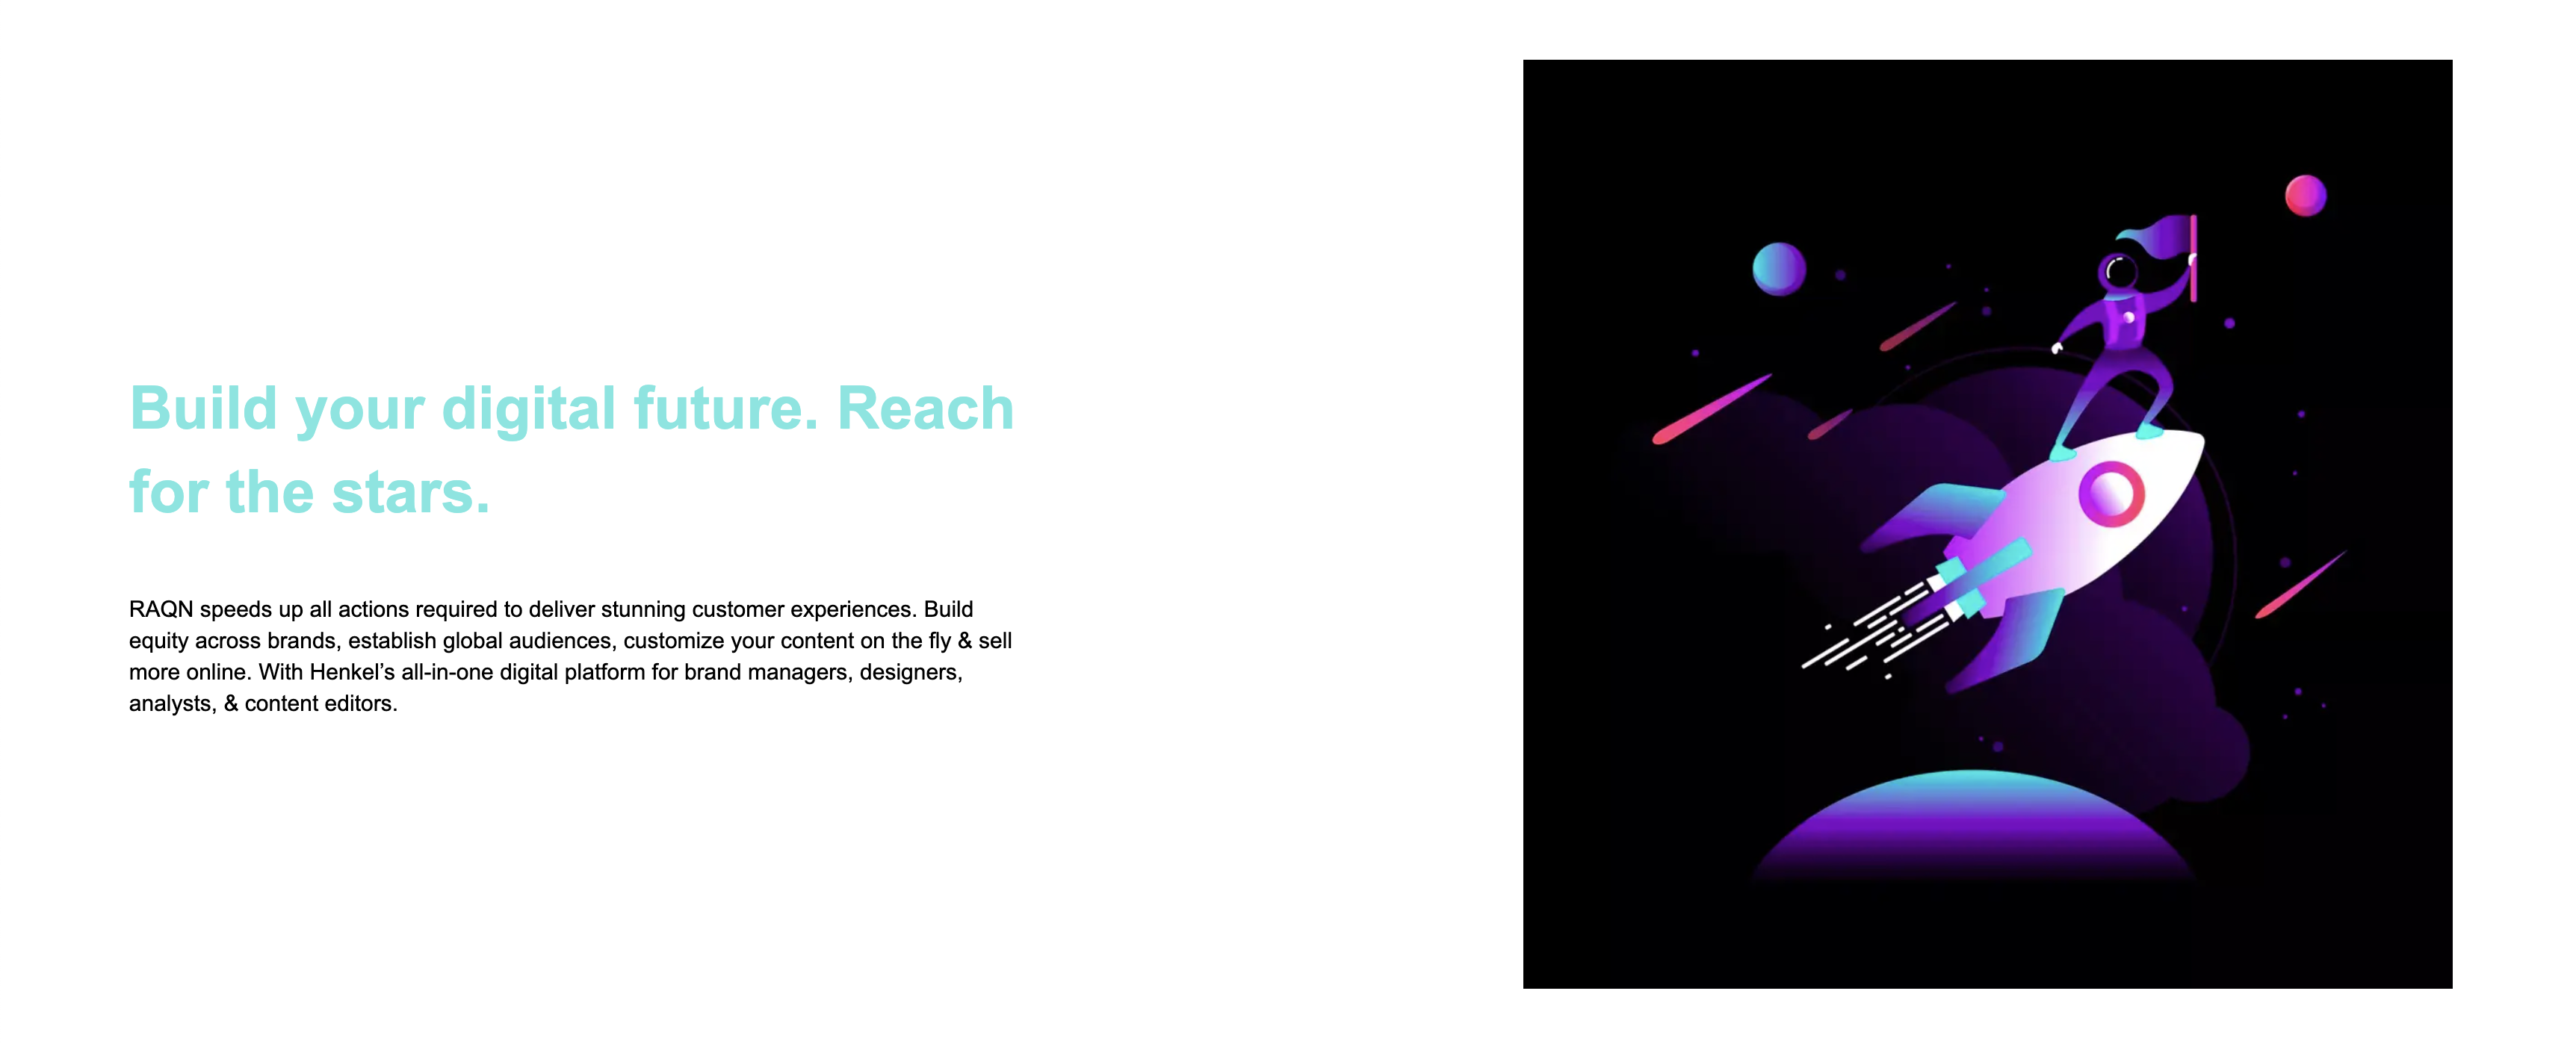 Build your digital future. Reach
for the stars.
RAQN speeds up all actions required to deliver stunning customer experiences. Build
equity across brands, establish global audiences, customize your content on the fly & sell
more online. With Henkel’s all-in-one digital platform for brand managers, designers,
analysts, & content editors.